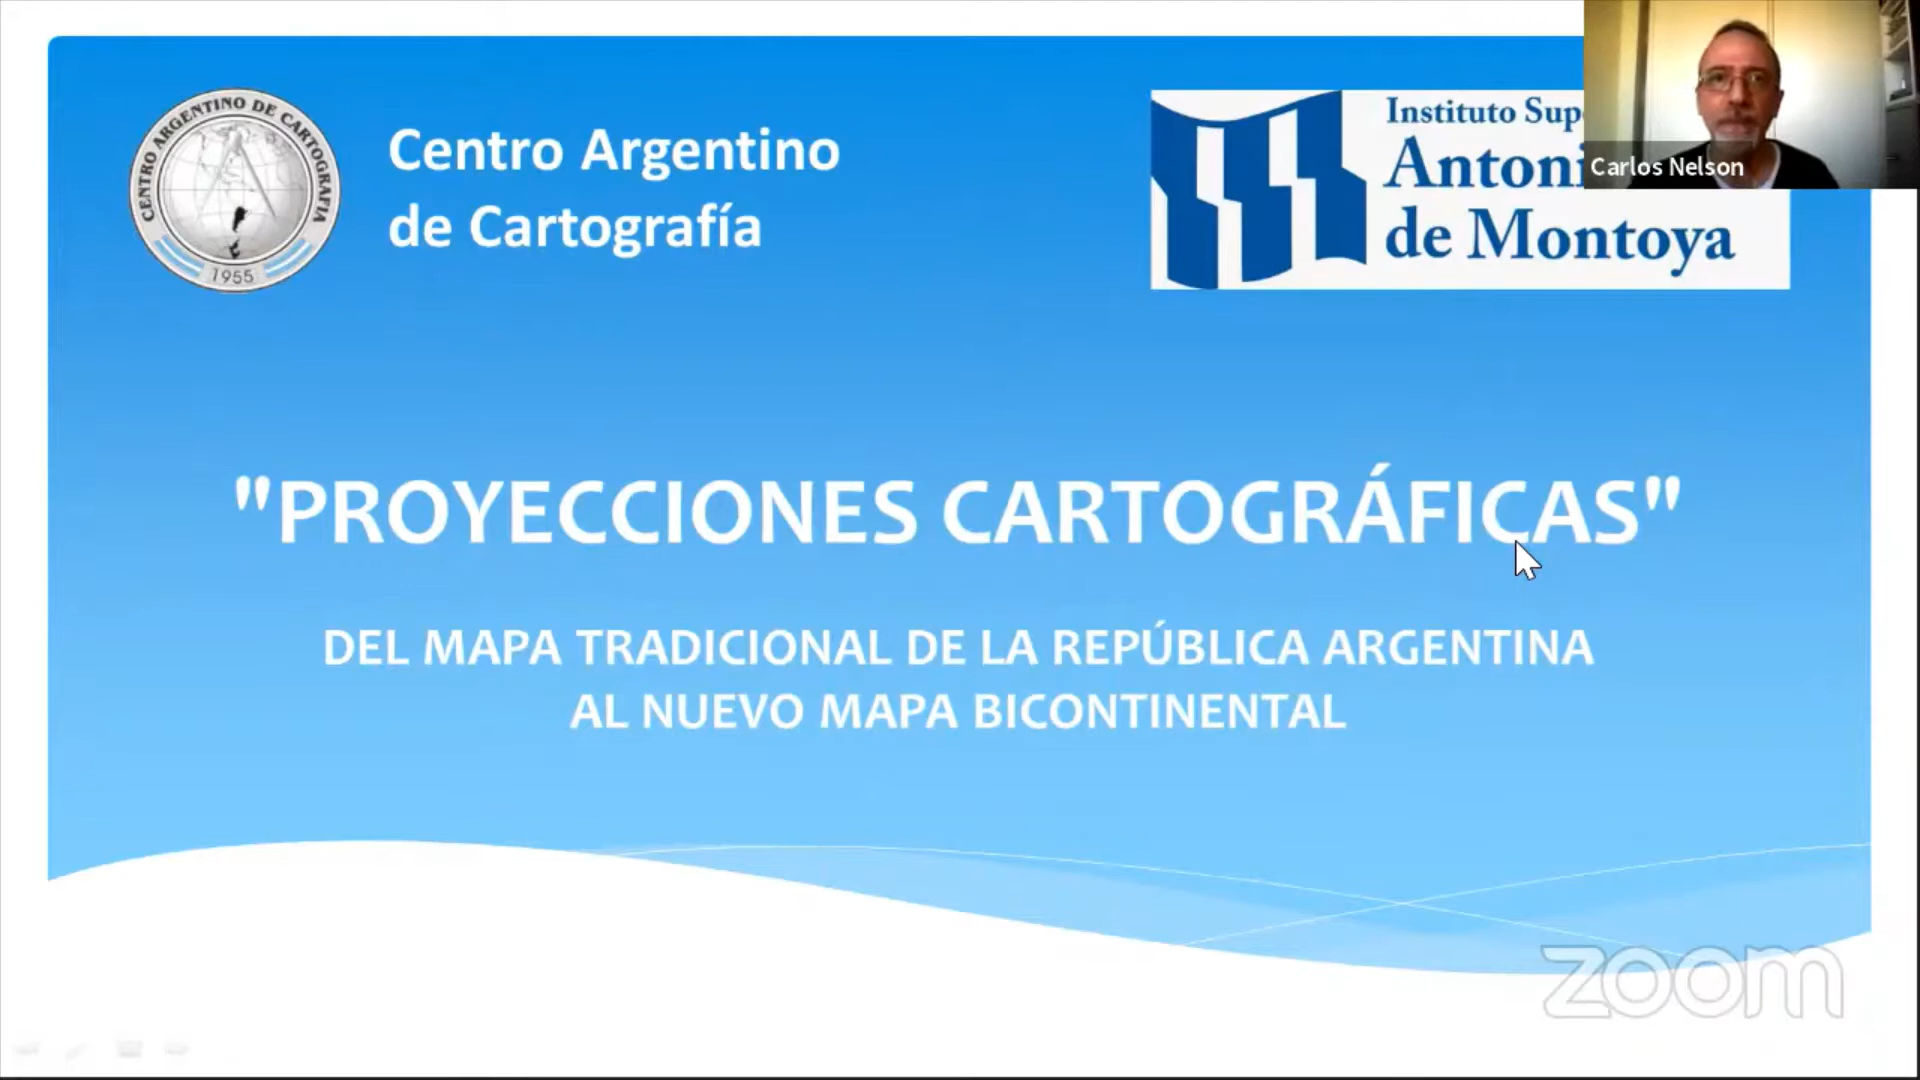 CENTRO ARGENTINO DE CARTOGRAFIA
1955
Centro Argentino
de Cartografía
Instituto Sup
Antoni
de Montoya
Carlos Nelson
"PROYECCIONES CARTOGRÁFICAS"
DEL MAPA TRADICIONAL DE LA REPÚBLICA ARGENTINA
AL NUEVO MAPA BICONTINENTAL
zoom